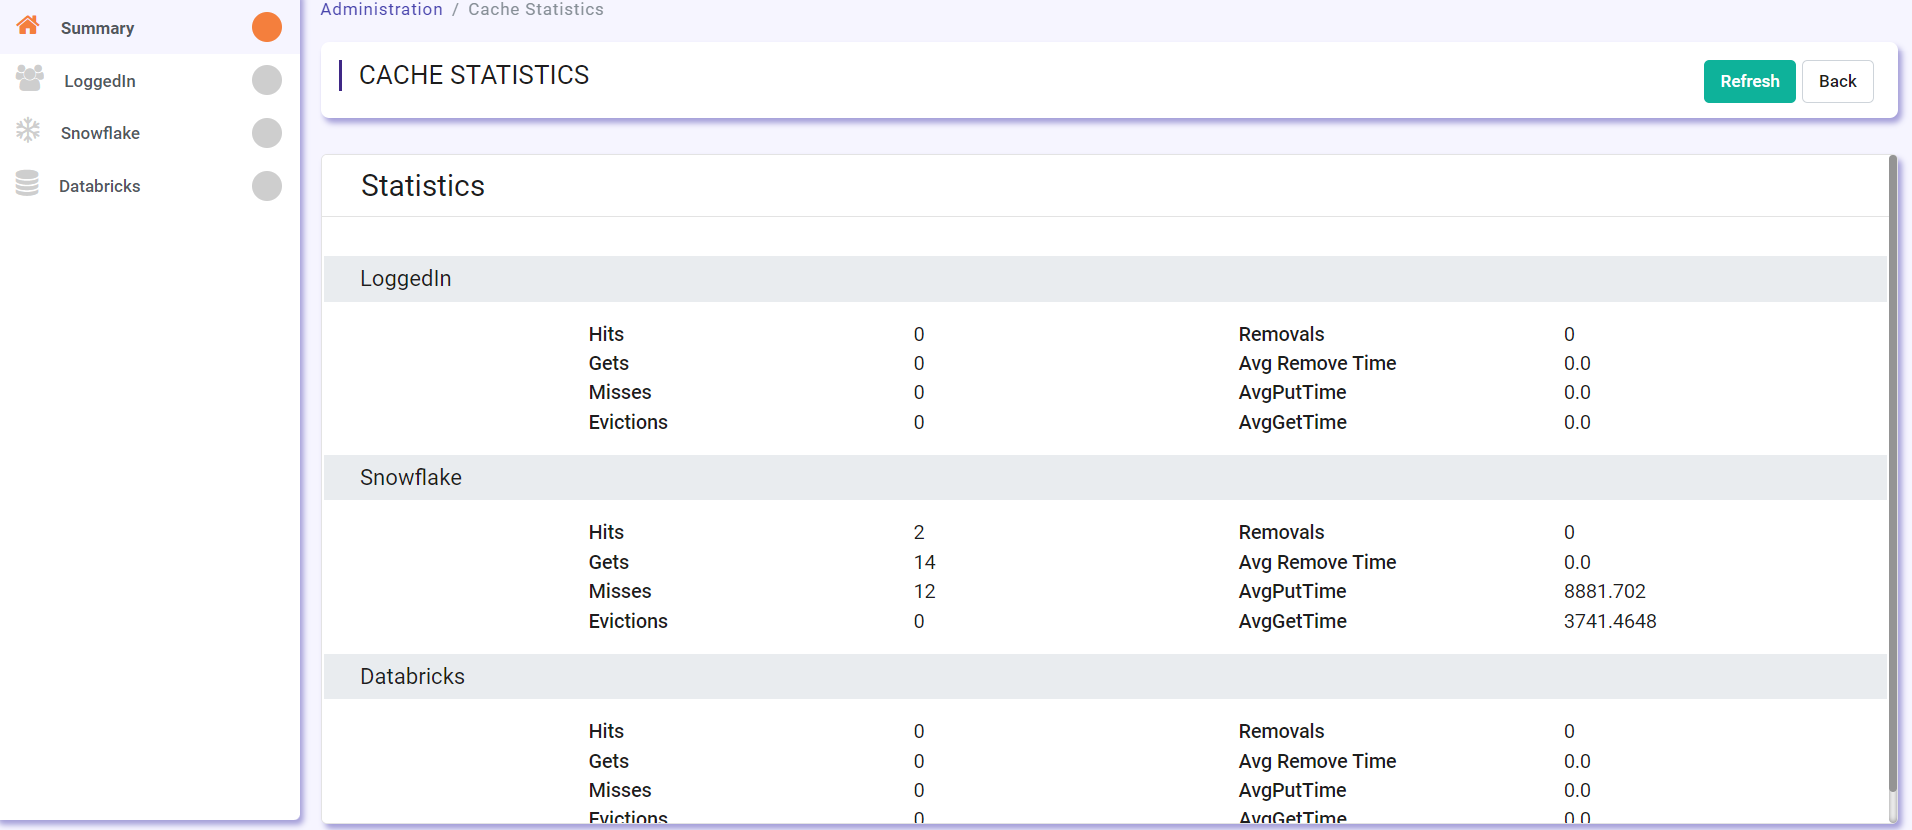 Administration / Cache Statistics
Summary
LoggedIn
Snowflake
Databricks
CACHE STATISTICS
Refresh Back
Statistics
LoggedIn
Hits 0 Removals 0
Gets 0 Avg Remove Time 0.0
Misses 0 AvgPutTime 0.0
Evictions 0 AvgGetTime 0.0
Snowflake
Hits 2 Removals 0
Gets 14 Avg Remove Time 0.0
Misses 12 AvgPutTime 8881.702
Evictions 0 AvgGetTime 3741.4648
Databricks
Hits 0 Removals 0
Gets 0 Avg Remove Time 0.0
Misses 0 AvgPutTime 0.0
Evictions 0 AvgGetTime 0.0